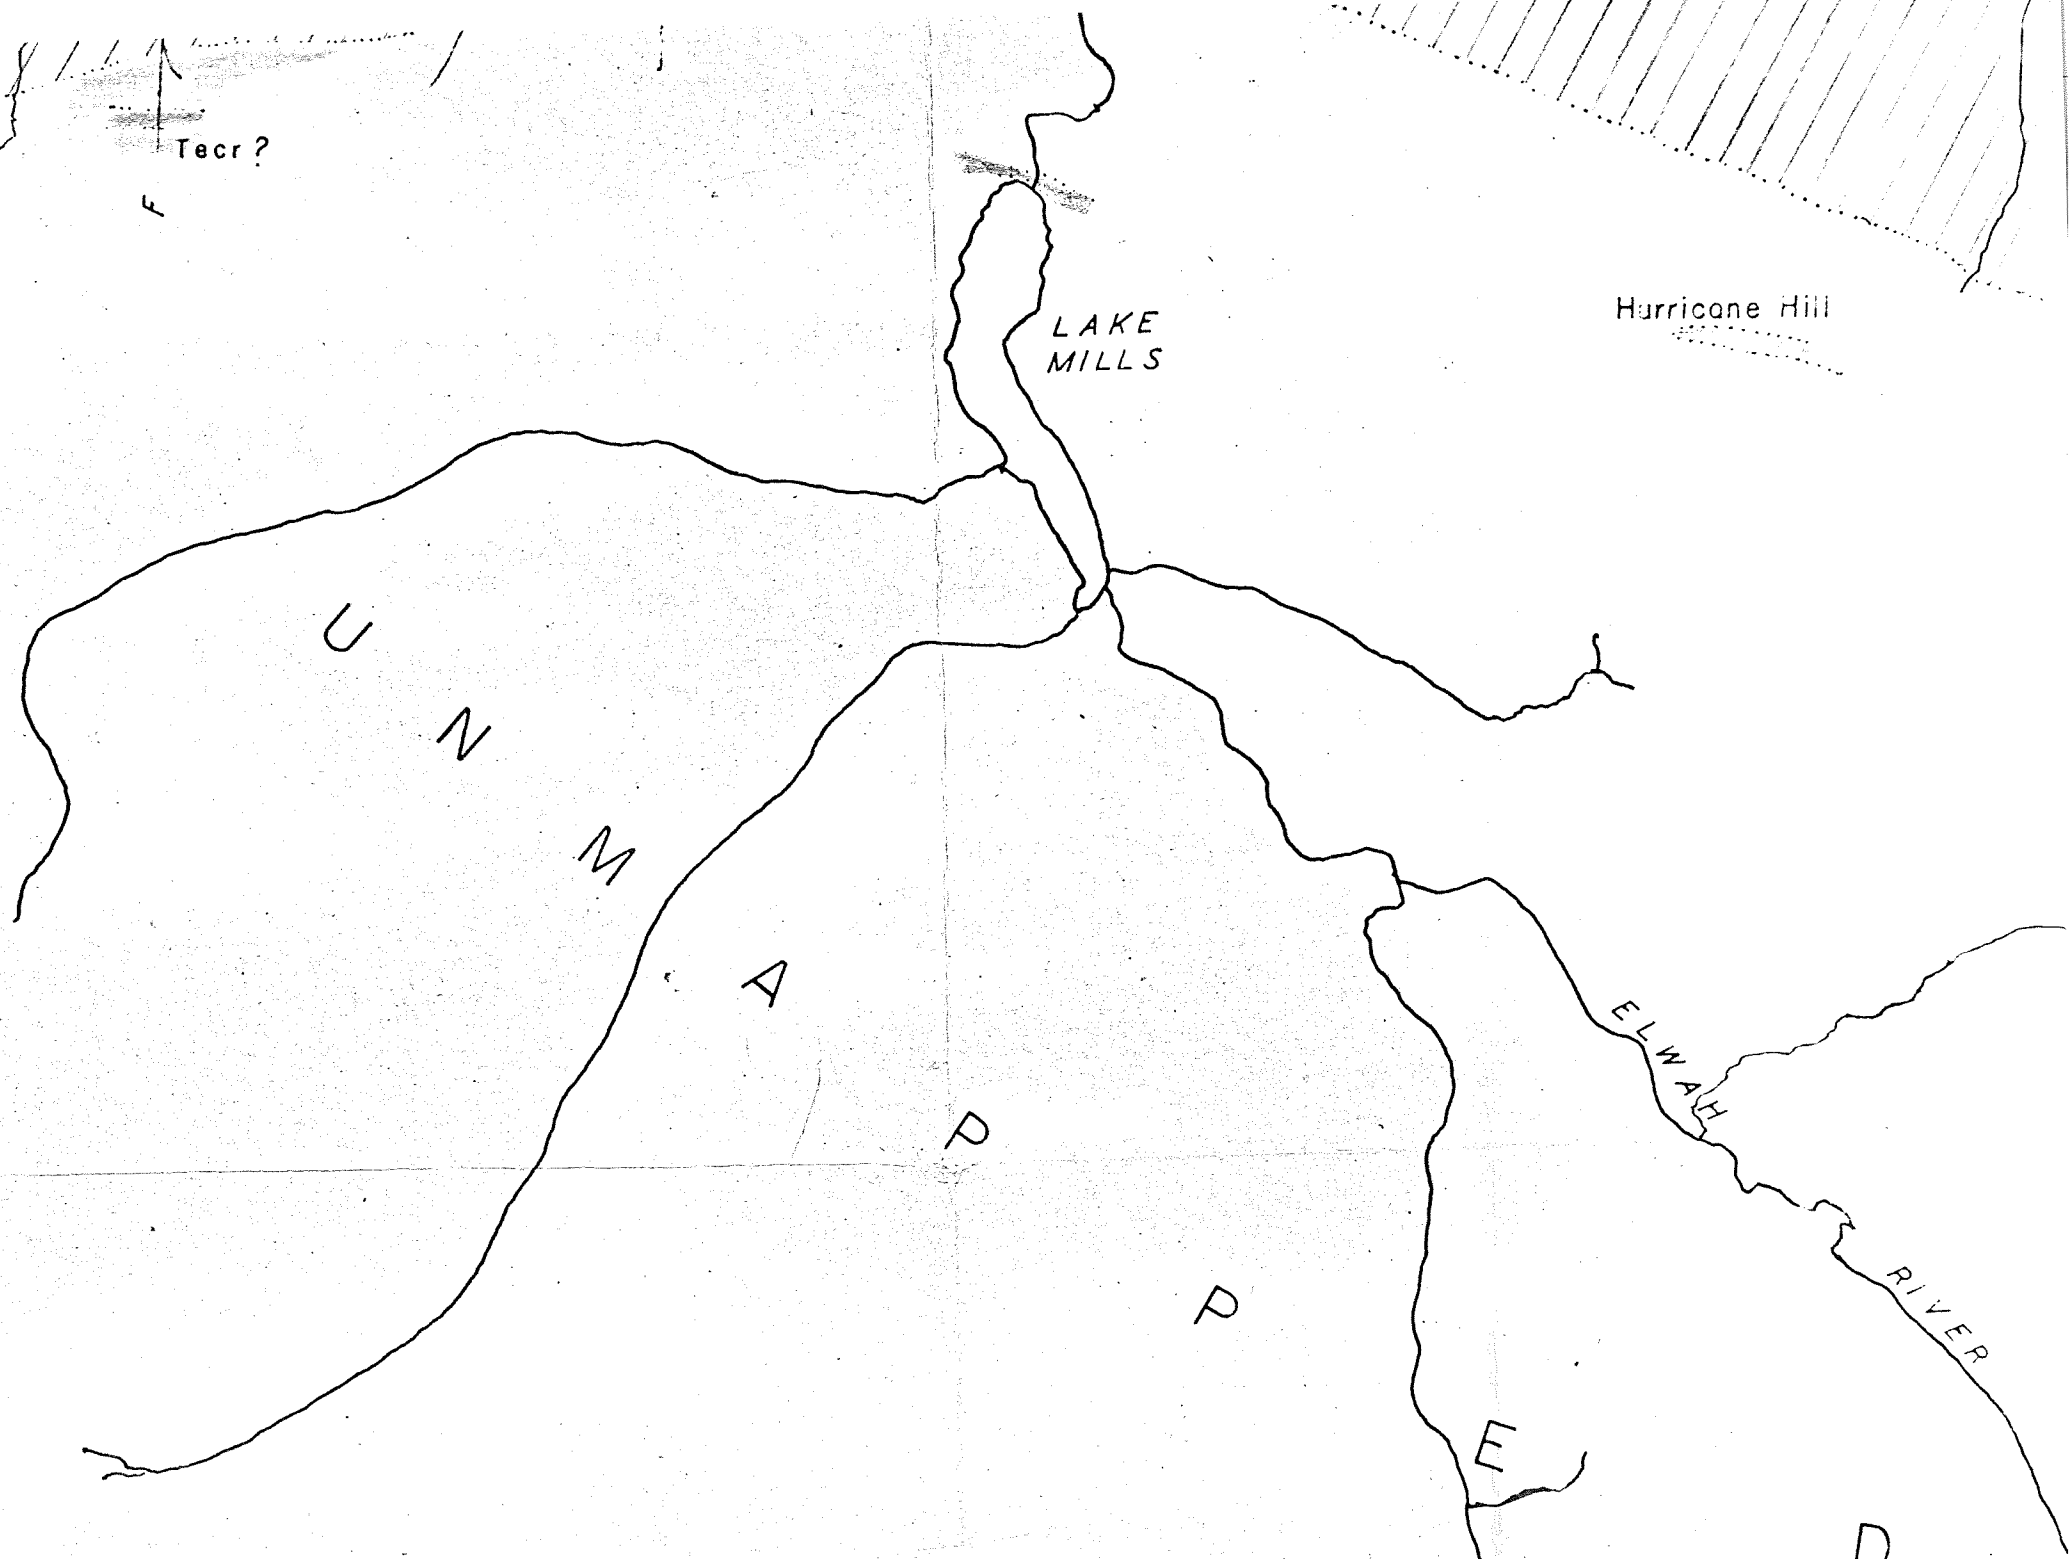 Tecr?
F
LAKE
MILLS
Hurricane Hill
UNMAPPED
ELWAH
RIVER